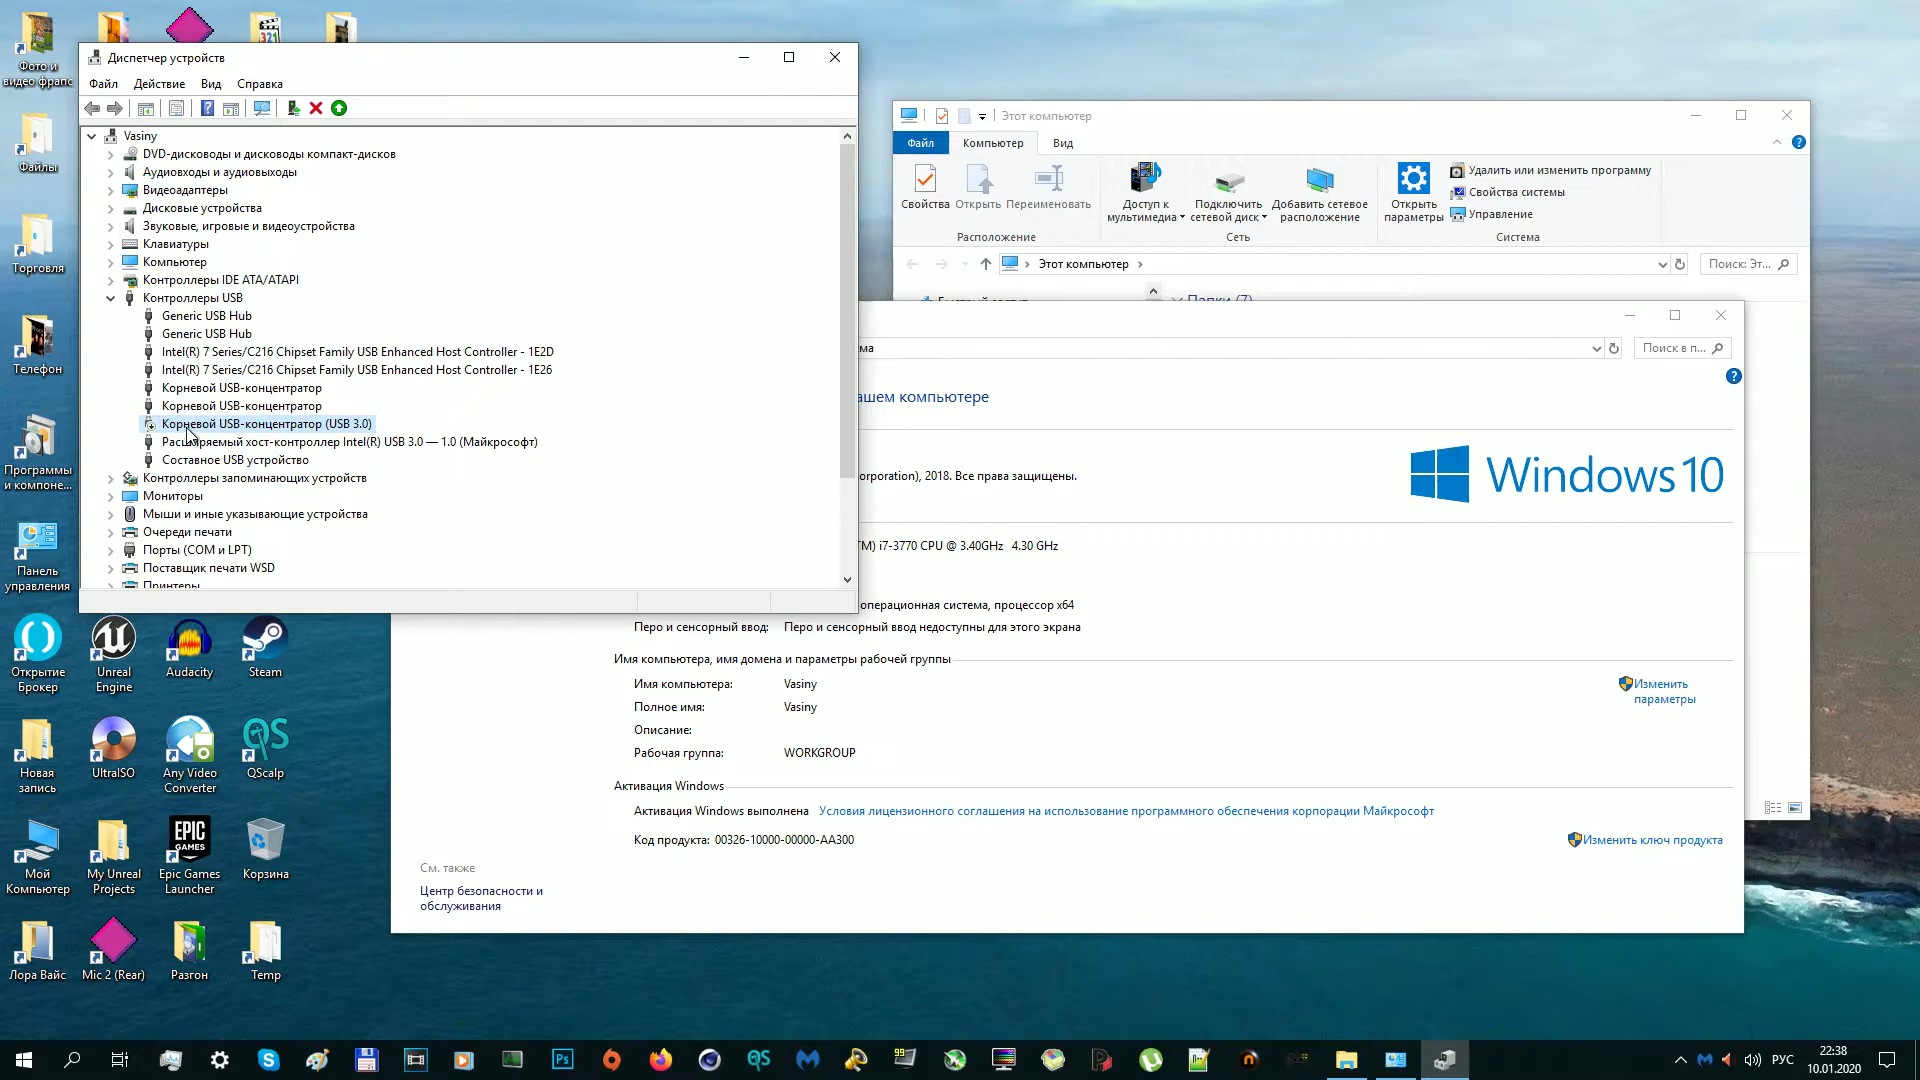 Фото и
видео фрапс
321
Файлы
Торговля
Телефон
Программы
и компоне...
Панель
управления
Открытие
Брокер
Unreal
Engine
Audacity
Steam
Новая
запись
UltraISO
Any Video
Converter
QScalp
Мой
Компьютер
My Unreal
Projects
EPIC
GAMES
Epic Games
Launcher
Корзина
Лора Вайс
Mic 2 (Rear)
Разгон
Temp
Диспетчер устройств
Файл Действие Вид Справка
Vasiny
DVD-дисководы и дисководы компакт-дисков
Аудиовходы и аудиовыходы
Видеоадаптеры
Дисковые устройства
Звуковые, игровые и видеоустройства
Клавиатуры
Компьютер
Контроллеры IDE ATA/ATAPI
Контроллеры USB
Generic USB Hub
Generic USB Hub
Intel(R) 7 Series/C216 Chipset Family USB Enhanced Host Controller - 1E2D
Intel(R) 7 Series/C216 Chipset Family USB Enhanced Host Controller - 1E26
Корневой USB-концентратор
Корневой USB-концентратор
Корневой USB-концентратор (USB 3.0)
Расширяемый хост-контроллер Intel(R) USB 3.0 — 1.0 (Майкрософт)
Составное USB устройство
Контроллеры запоминающих устройств
Мониторы
Мыши и иные указывающие устройства
Очереди печати
Порты (COM и LPT)
Поставщик печати WSD
Принтеры
Этот компьютер
Файл Компьютер Вид
Свойства Открыть Переименовать
Доступ к
мультимедиа
Подключить
сетевой диск
Добавить сетевое
расположение
Открыть
параметры
Удалить или изменить программу
Свойства системы
Управление
Расположение Сеть Система
Этот компьютер
Поиск: Эт...
Папки (7)
ма
Поиск в п...
ашем компьютере
orporation), 2018. Все права защищены.
Windows 10
TM) i7-3770 CPU @ 3.40GHz 4.30 GHz
операционная система, процессор x64
Перо и сенсорный ввод: Перо и сенсорный ввод недоступны для этого экрана
Имя компьютера, имя домена и параметры рабочей группы
Имя компьютера: Vasiny
Изменить
параметры
Полное имя: Vasiny
Описание:
Рабочая группа: WORKGROUP
Активация Windows
Активация Windows выполнена Условия лицензионного соглашения на использование программного обеспечения корпорации Майкрософт
Код продукта: 00326-10000-00000-AA300
Изменить ключ продукта
См. также
Центр безопасности и
обслуживания
РУС
22:38
10.01.2020